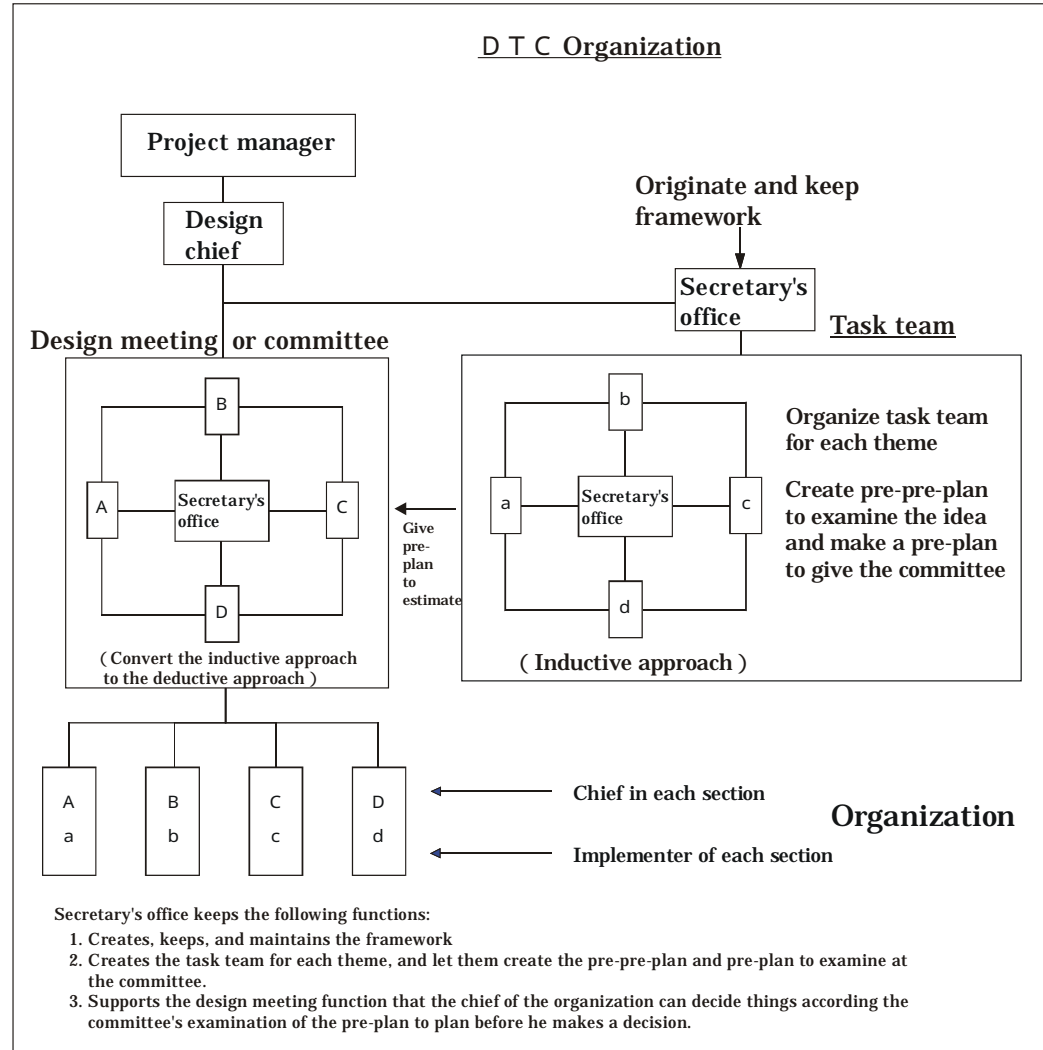 DTC Organization
Project manager
Design
chief
Originate and keep
framework
Secretary's
office
Task team
Design meeting or committee
B
A
Secretary's
office
C
D
(Convert the inductive approach
to the deductive approach)
Give
pre-
plan
to
estimate
b
a
Secretary's
office
c
d
(Inductive approach)
Organize task team
for each theme
Create pre-pre-plan
to examine the idea
and make a pre-plan
to give the committee
A
a
B
b
C
c
D
d
Chief in each section
Implementer of each section
Organization
Secretary's office keeps the following functions:
1. Creates, keeps, and maintains the framework
2. Creates the task team for each theme, and let them create the pre-pre-plan and pre-plan to examine at
the committee.
3. Supports the design meeting function that the chief of the organization can decide things according the
committee's examination of the pre-plan to plan before he makes a decision.